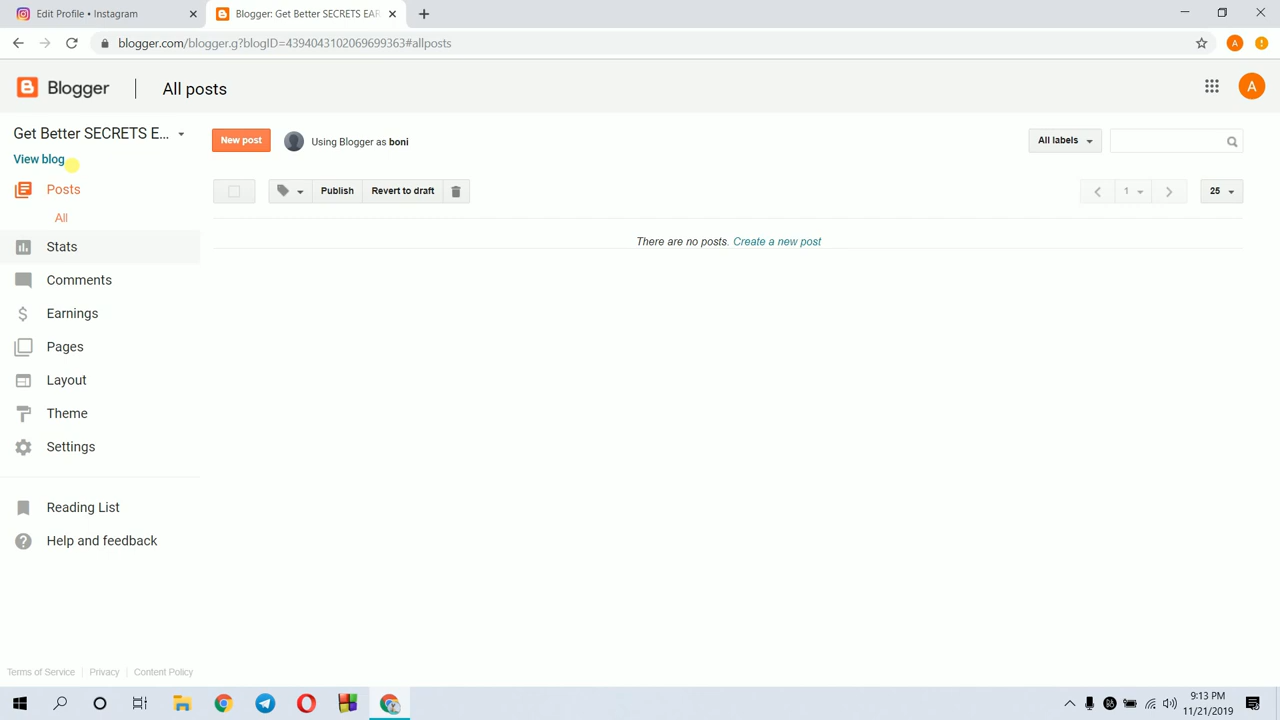 Edit Profile • Instagram
Blogger: Get Better SECRETS EAR
blogger.com/blogger.g?blogID=4394043102069699363#allposts
A
Blogger
All posts
A
Get Better SECRETS E...
View blog
New post
Using Blogger as boni
All labels
Posts
All
Publish
Revert to draft
1
25
There are no posts. Create a new post
Stats
Comments
Earnings
Pages
Layout
Theme
Settings
Reading List
Help and feedback
Terms of Service
Privacy
Content Policy
9:13 PM
11/21/2019